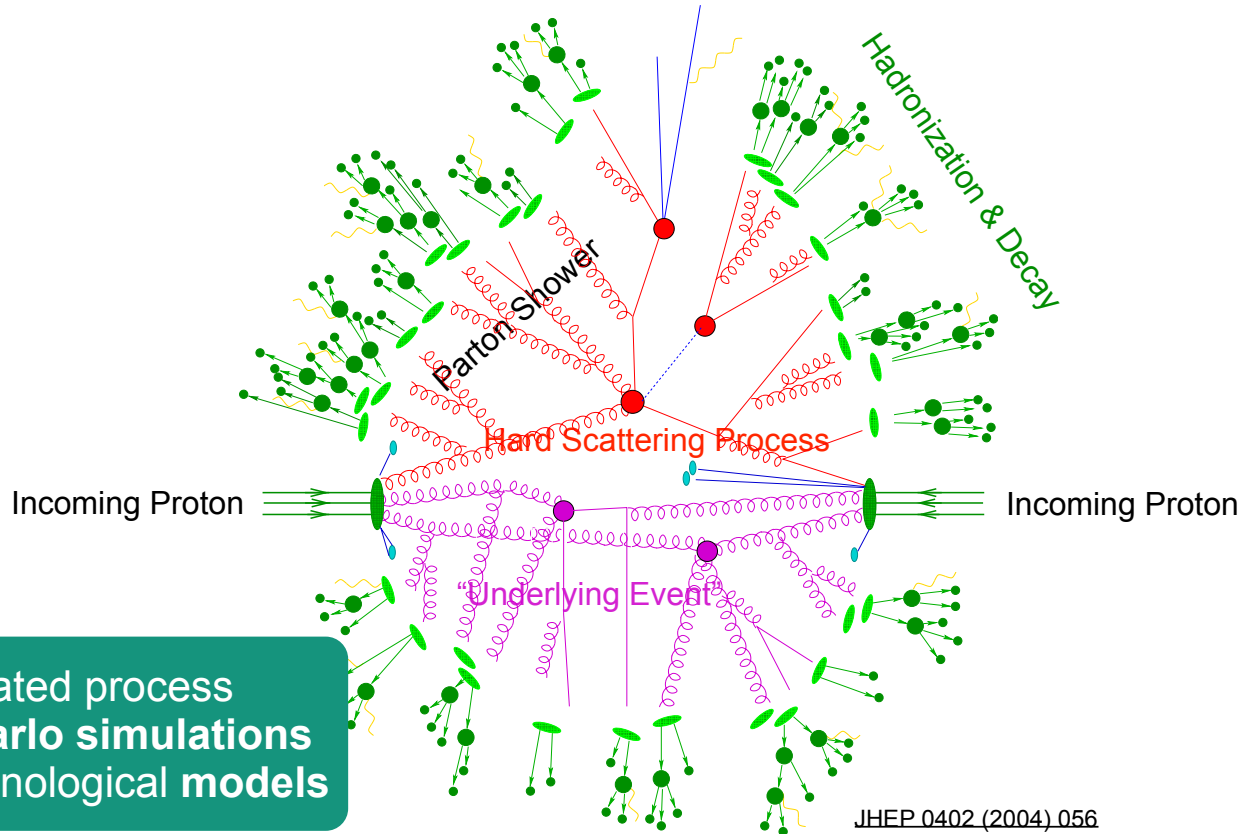 Hadronization & Decay
Parton Shower
Hard Scattering Process
Incoming Proton
Incoming Proton
“Underlying Event”
ated process
arlo simulations
nological models
JHEP 0402 (2004) 056